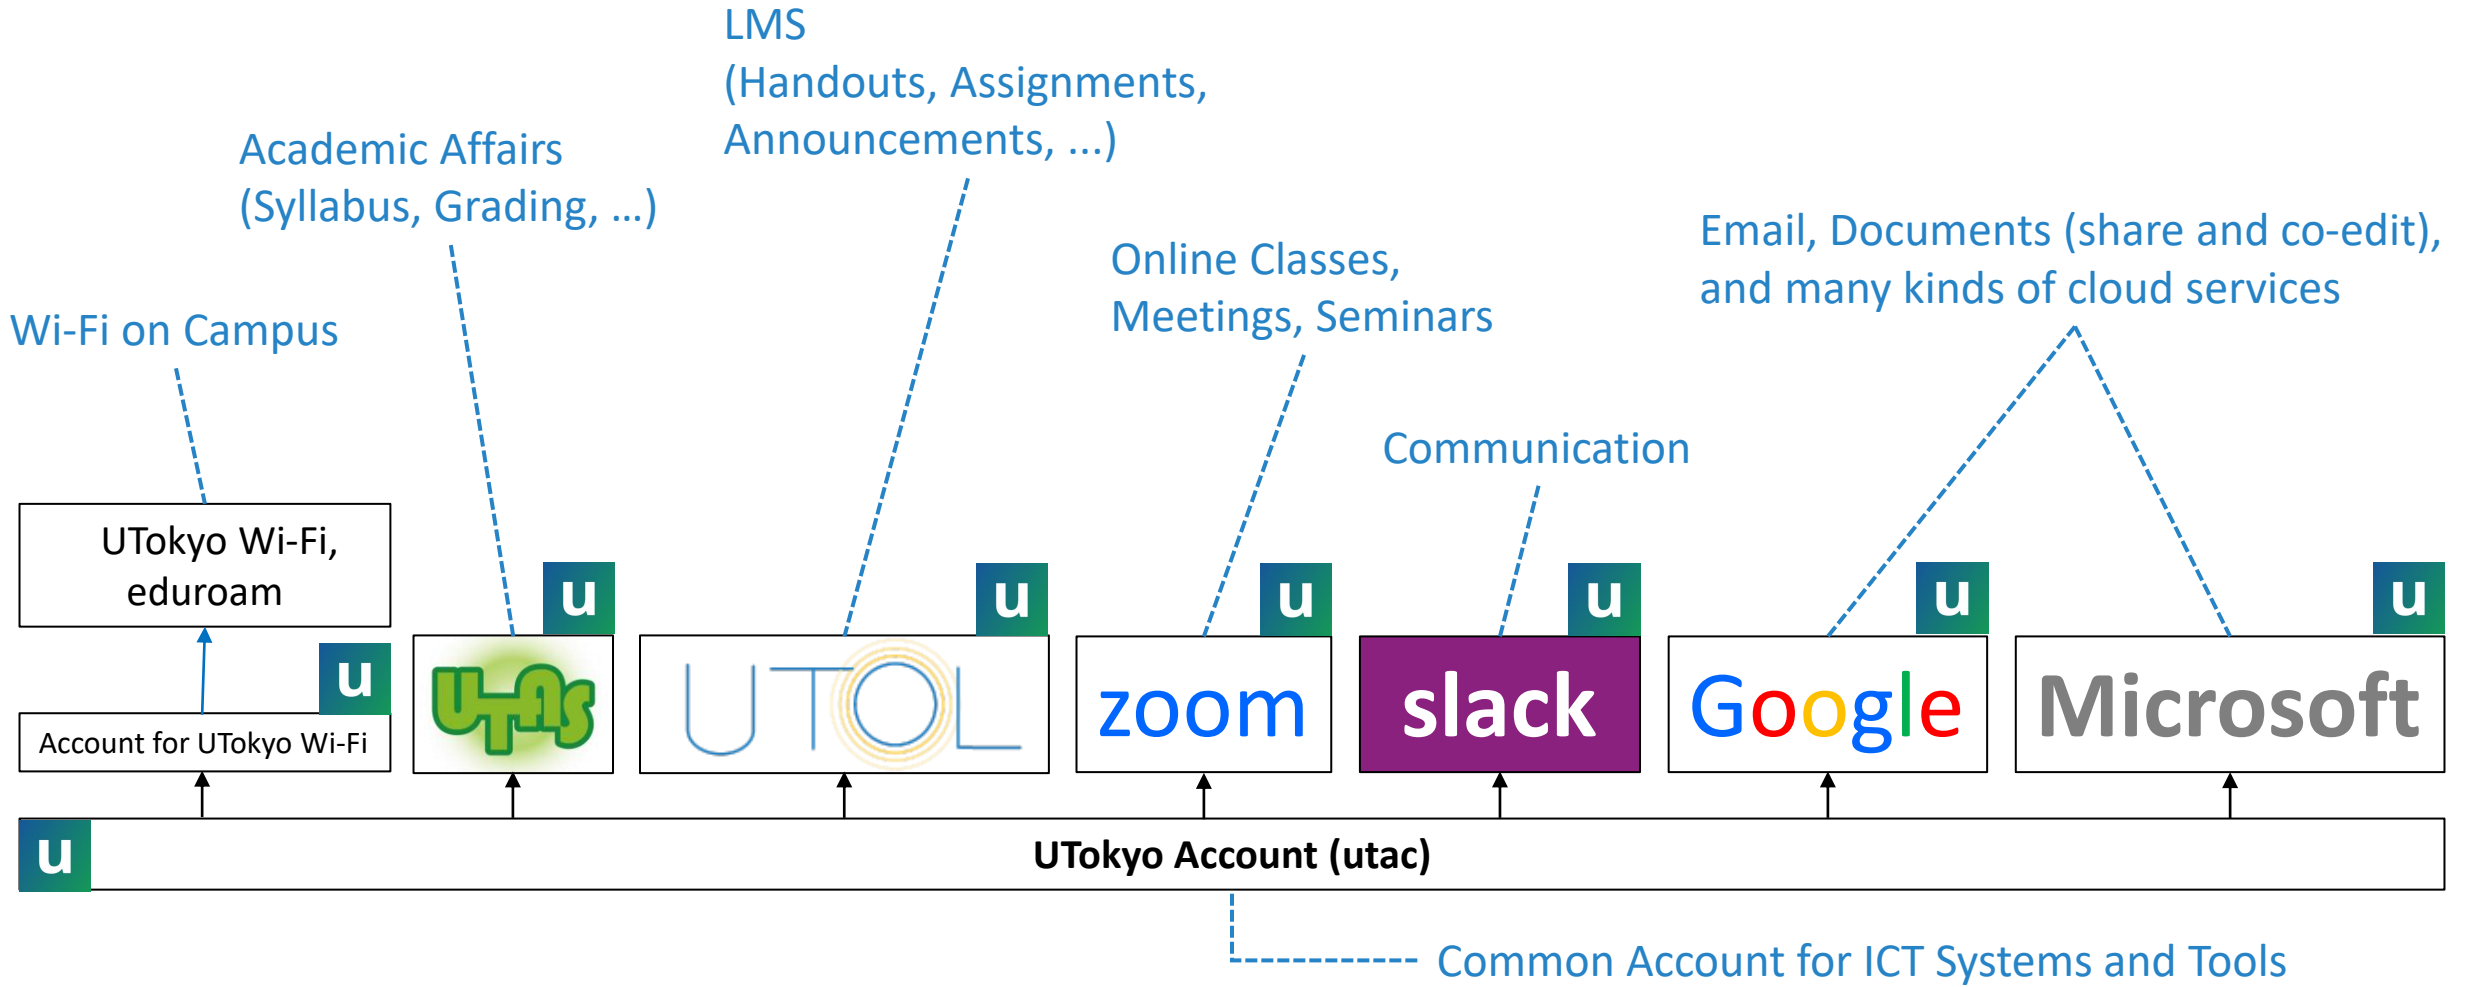 LMS
(Handouts, Assignments,
Announcements, ...)
Academic Affairs
(Syllabus, Grading, ...)
Email, Documents (share and co-edit),
and many kinds of cloud services
Online Classes,
Meetings, Seminars
Wi-Fi on Campus
Communication
UTokyo Wi-Fi,
eduroam
u
u
u
u
u
u
u
Account for UTokyo Wi-Fi
UTAS
UTOL
zoom
slack
Google
Microsoft
u
UTokyo Account (utac)
Common Account for ICT Systems and Tools